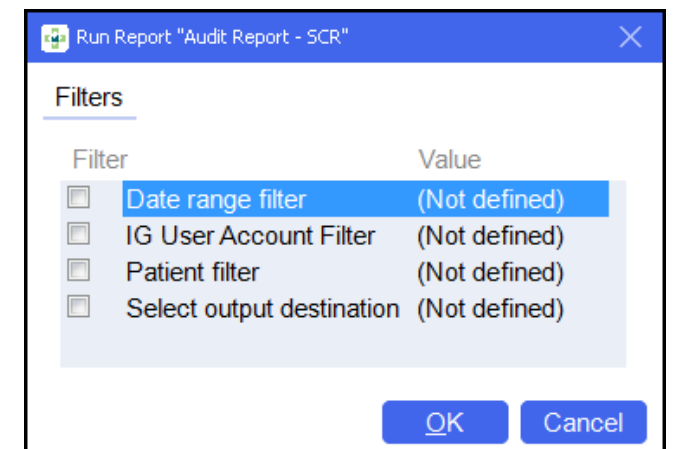 Run Report "Audit Report - SCR"
Filters
Filter Value
Date range filter (Not defined)
IG User Account Filter (Not defined)
Patient filter (Not defined)
Select output destination (Not defined)
OK Cancel